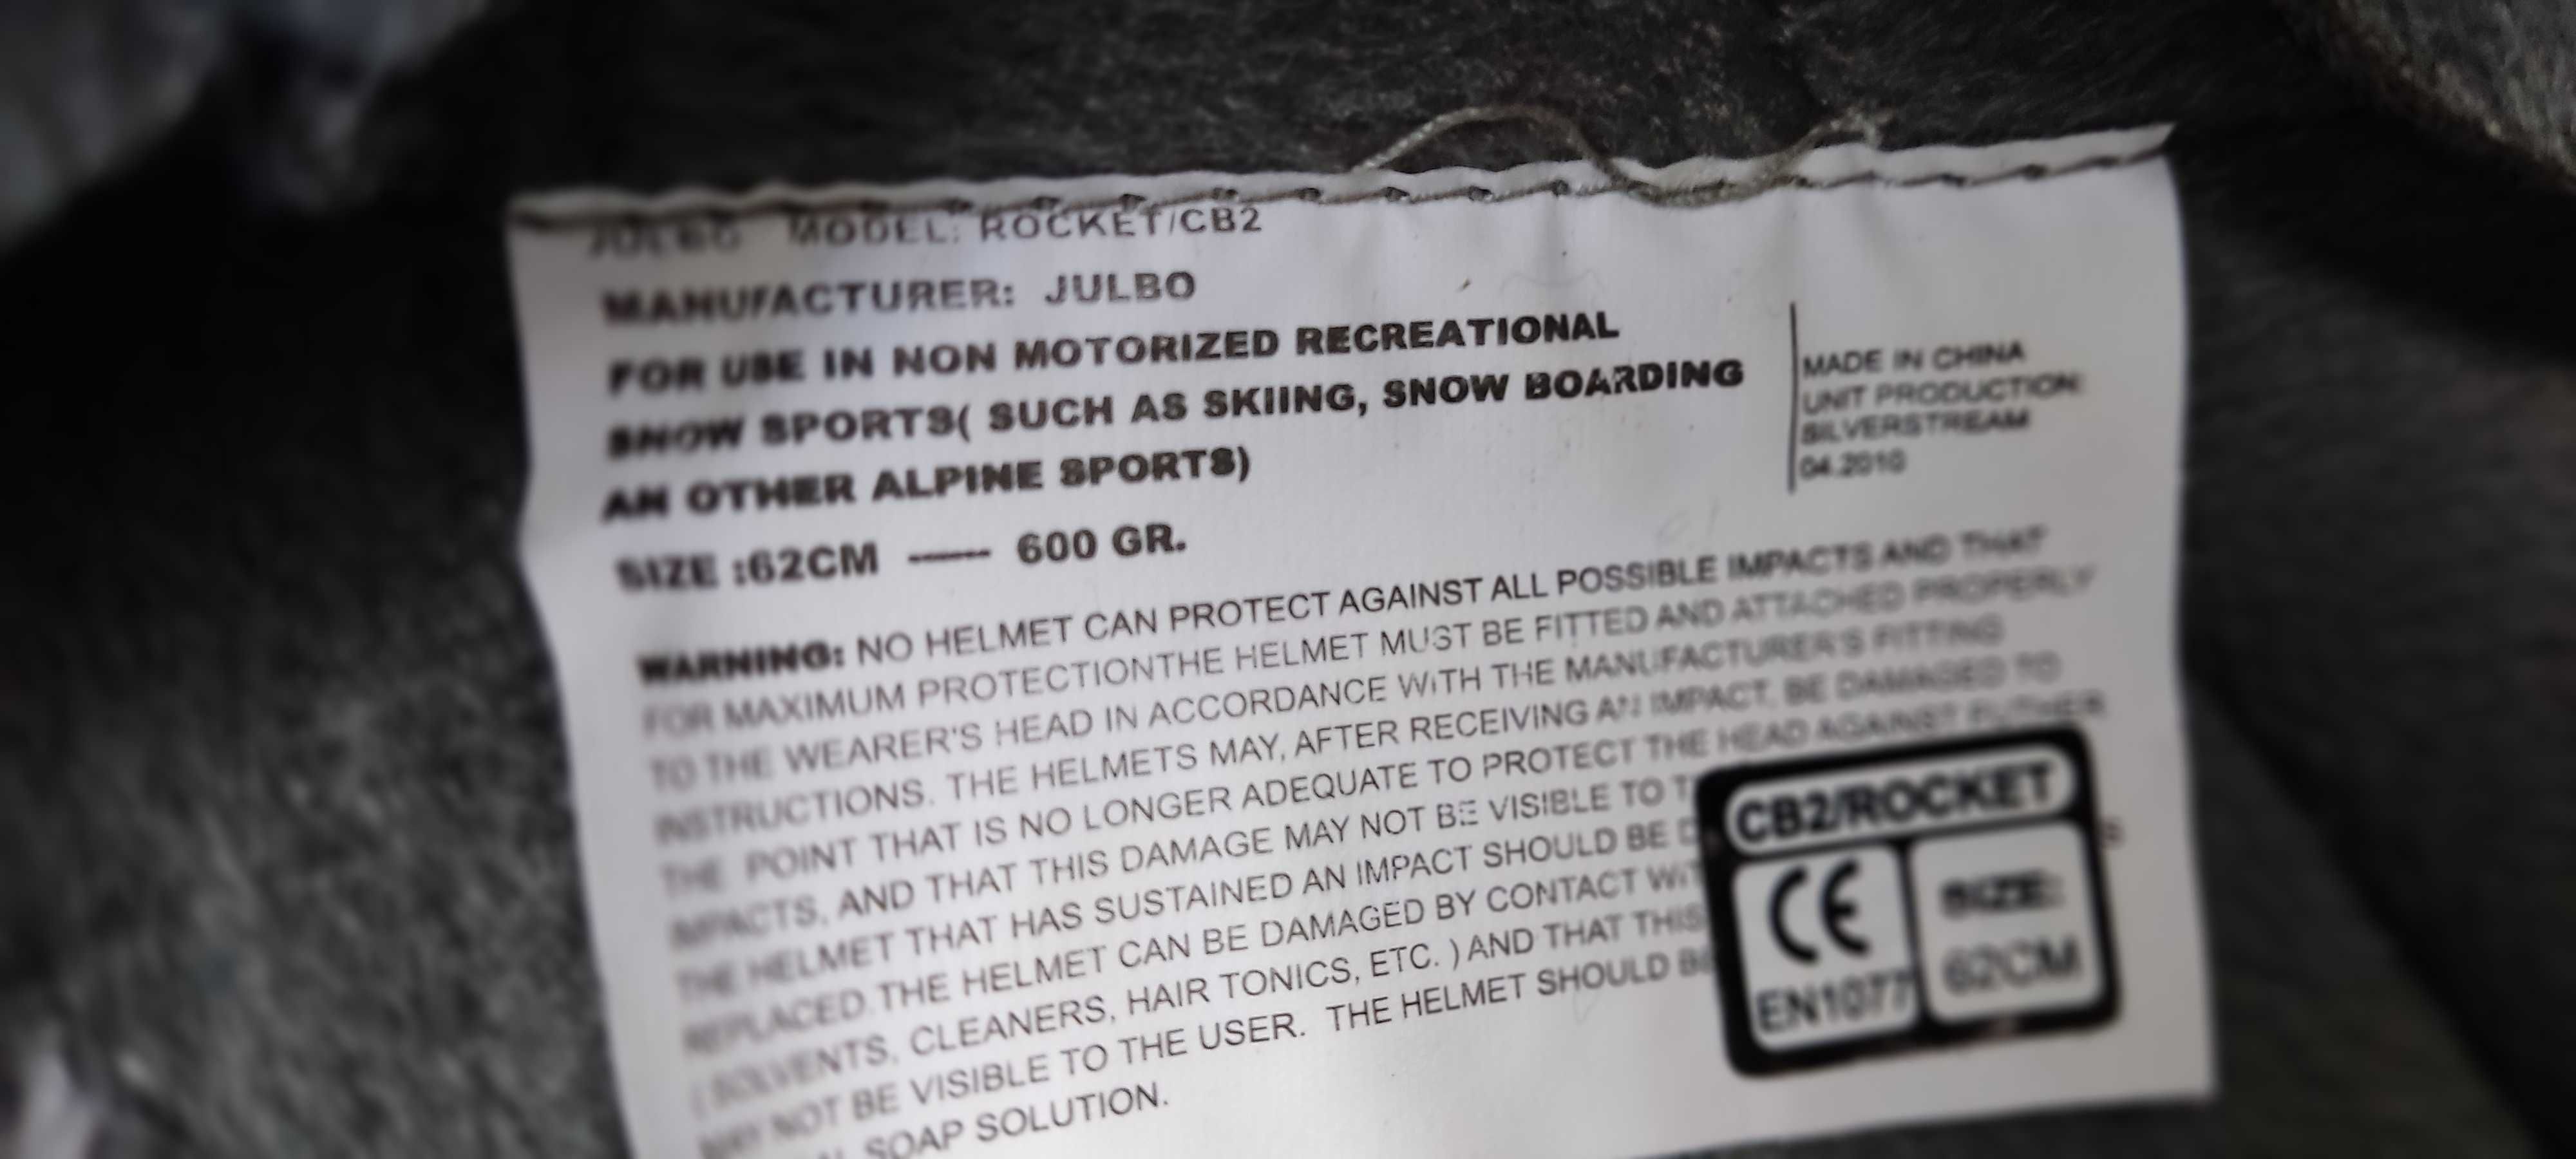 JULBO MODEL: ROCKET/CB2
MANUFACTURER: JULBO
FOR USE IN NON MOTORIZED RECREATIONAL
SNOW SPORTS( SUCH AS SKIING, SNOW BOARDING
AN OTHER ALPINE SPORTS)
SIZE :62CM —— 600 GR.
MADE IN CHINA
UNIT PRODUCTION:
SILVERSTREAM
04.2010
WARNING: NO HELMET CAN PROTECT AGAINST ALL POSSIBLE IMPACTS AND THAT
FOR MAXIMUM PROTECTIONTHE HELMET MUST BE FITTED AND ATTACHED PROPERLY
TO THE WEARER'S HEAD IN ACCORDANCE WITH THE MANUFACTURER'S FITTING
INSTRUCTIONS. THE HELMETS MAY, AFTER RECEIVING AN IMPACT, BE DAMAGED TO
THE POINT THAT IS NO LONGER ADEQUATE TO PROTECT THE HEAD AGAINST FUTHER
IMPACTS, AND THAT THIS DAMAGE MAY NOT BE VISIBLE TO
THE HELMET THAT HAS SUSTAINED AN IMPACT SHOULD BE
REPLACED.THE HELMET CAN BE DAMAGED BY CONTACT
( SOLVENTS, CLEANERS, HAIR TONICS, ETC. ) AND THAT THIS
MAY NOT BE VISIBLE TO THE USER. THE HELMET SHOULD
SOAP SOLUTION.
CB2/ROCKET
CE
EN1077
SIZE:
62CM